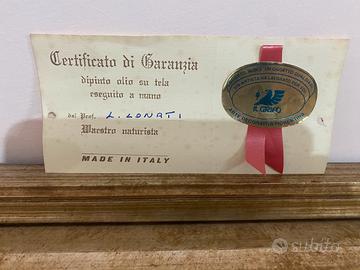 Certificato di Garanzia
dipinto olio su tela
eseguito a mano
dal Prof. L. LONATI
Maestro naturista
MADE IN ITALY
IL GRIFO
subito